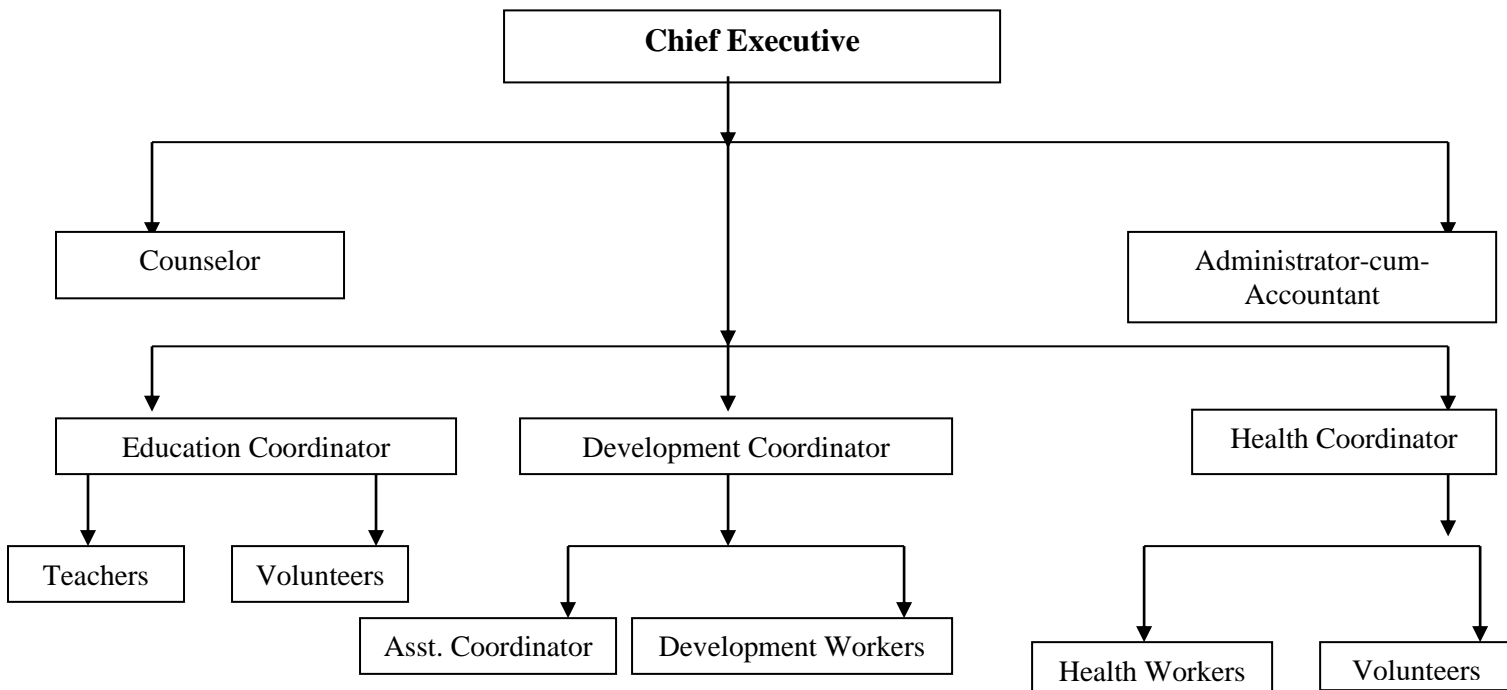 Chief Executive
Counselor
Administrator-cum-
Accountant
Education Coordinator
Development Coordinator
Health Coordinator
Teachers
Volunteers
Asst. Coordinator
Development Workers
Health Workers
Volunteers